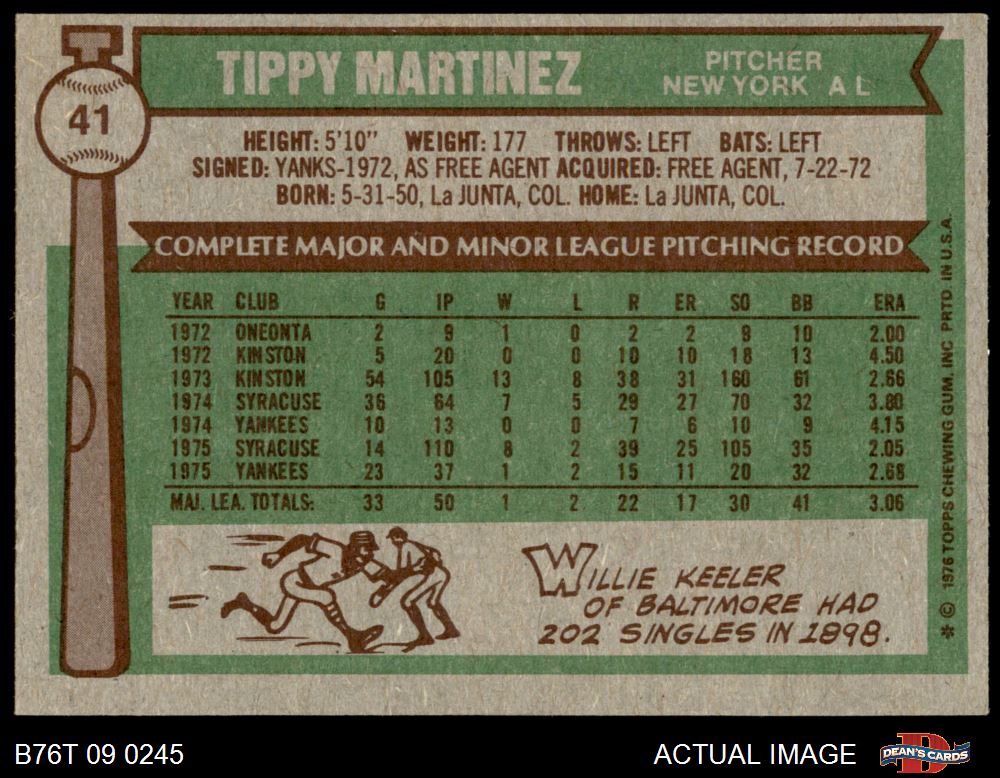 TIPPY MARTINEZ
PITCHER
NEW YORK A L
41
HEIGHT: 5'10" WEIGHT: 177 THROWS: LEFT BATS: LEFT
SIGNED: YANKS-1972, AS FREE AGENT ACQUIRED: FREE AGENT, 7-22-72
BORN: 5-31-50, La JUNTA, COL. HOME: La JUNTA, COL.
COMPLETE MAJOR AND MINOR LEAGUE PITCHING RECORD
YEAR CLUB G IP W L R ER SO BB ERA
1972 ONEONTA 2 9 1 0 2 2 9 10 2.00
1972 KINSTON 5 20 0 0 10 10 18 13 4.50
1973 KINSTON 54 105 13 8 38 31 160 61 2.66
1974 SYRACUSE 36 64 7 5 29 27 70 32 3.80
1974 YANKEES 10 13 0 0 7 6 10 9 4.15
1975 SYRACUSE 14 110 8 2 39 25 105 35 2.05
1975 YANKEES 23 37 1 2 15 11 20 32 2.68
MAJ. LEA. TOTALS: 33 50 1 2 22 17 30 41 3.06
WILLIE KEELER
OF BALTIMORE HAD
202 SINGLES IN 1898.
* © 1976 TOPPS CHEWING GUM, INC PRTD IN U.S.A.
B76T 09 0245
ACTUAL IMAGE
DEAN'S CARDS